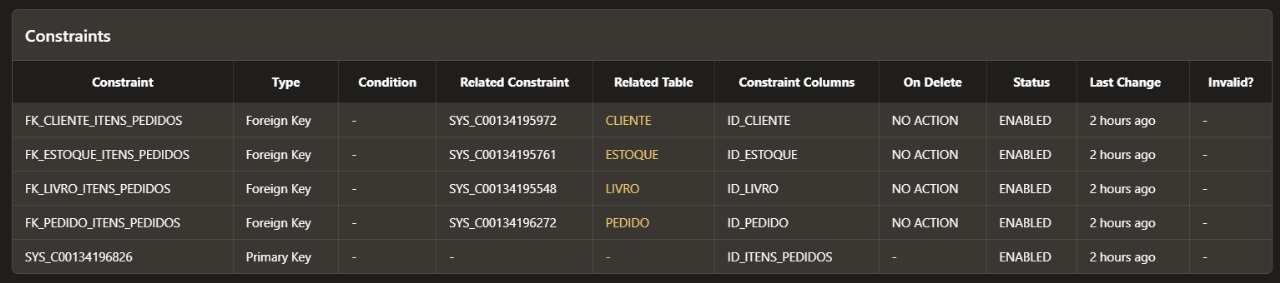 Constraints
Constraint Type Condition Related Constraint Related Table Constraint Columns On Delete Status Last Change Invalid?
FK_CLIENTE_ITENS_PEDIDOS Foreign Key - SYS_C00134195972 CLIENTE ID_CLIENTE NO ACTION ENABLED 2 hours ago -
FK_ESTOQUE_ITENS_PEDIDOS Foreign Key - SYS_C00134195761 ESTOQUE ID_ESTOQUE NO ACTION ENABLED 2 hours ago -
FK_LIVRO_ITENS_PEDIDOS Foreign Key - SYS_C00134195548 LIVRO ID_LIVRO NO ACTION ENABLED 2 hours ago -
FK_PEDIDO_ITENS_PEDIDOS Foreign Key - SYS_C00134196272 PEDIDO ID_PEDIDO NO ACTION ENABLED 2 hours ago -
SYS_C00134196826 Primary Key - - - ID_ITENS_PEDIDOS - ENABLED 2 hours ago -